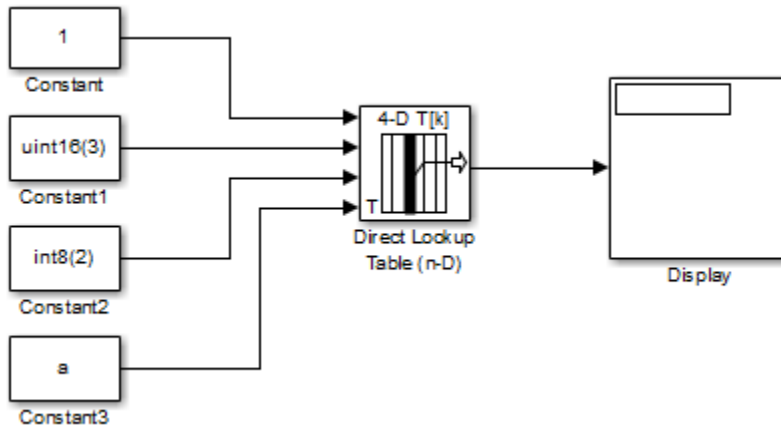 1
Constant
uint16(3)
Constant1
int8(2)
Constant2
a
Constant3
4-D T[k]
T
Direct Lookup
Table (n-D)
Display